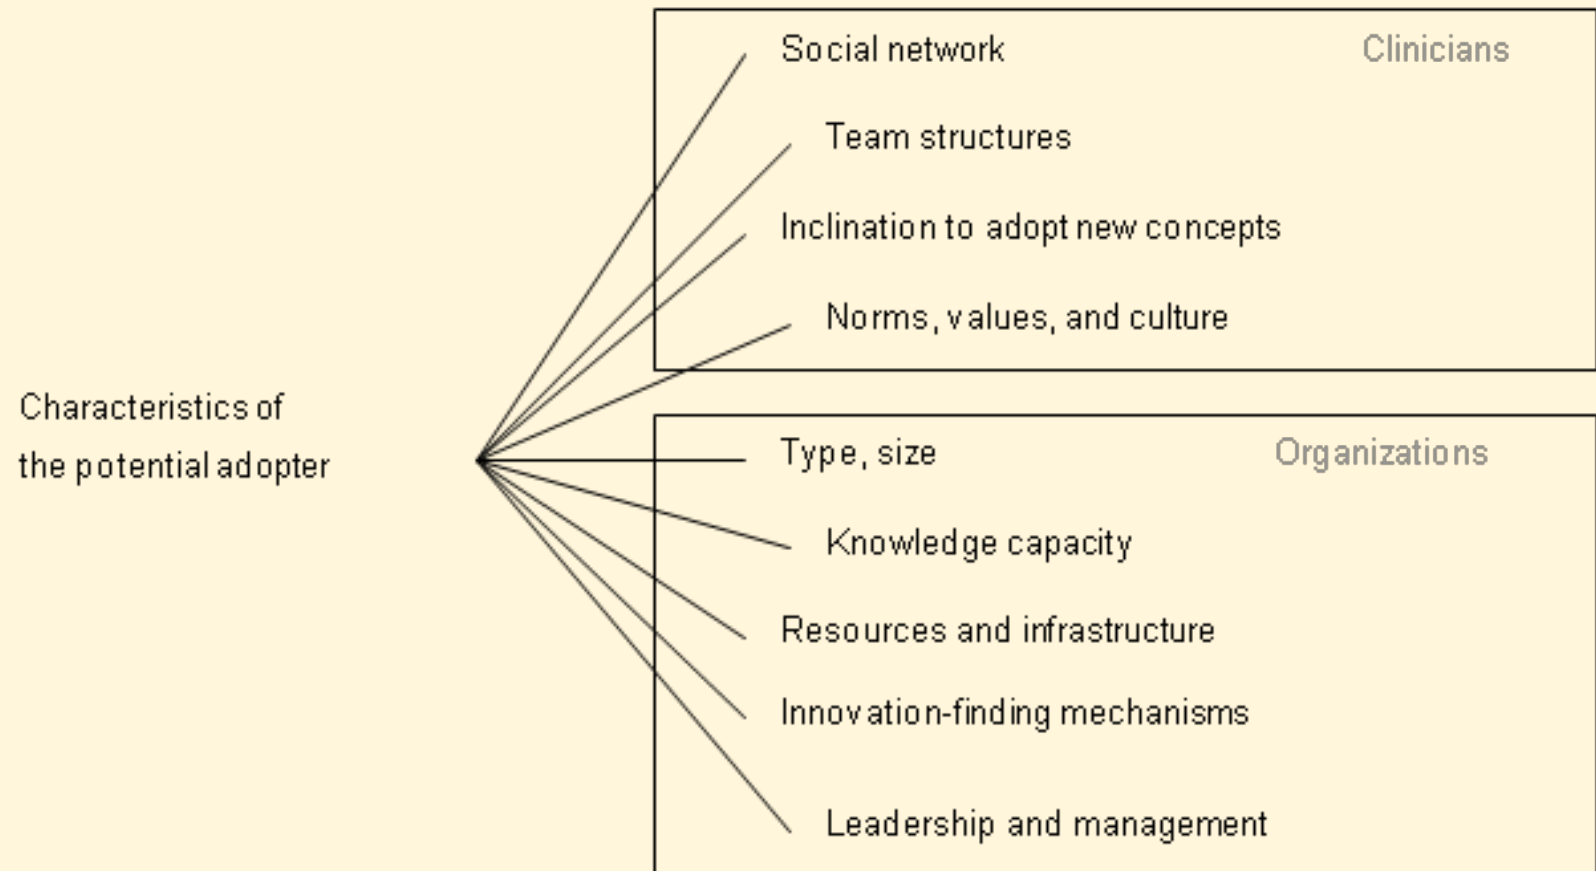 Social network
Clinicians
Team structures
Inclination to adopt new concepts
Norms, values, and culture
Characteristics of
the potential adopter
Type, size
Organizations
Knowledge capacity
Resources and infrastructure
Innovation-finding mechanisms
Leadership and management